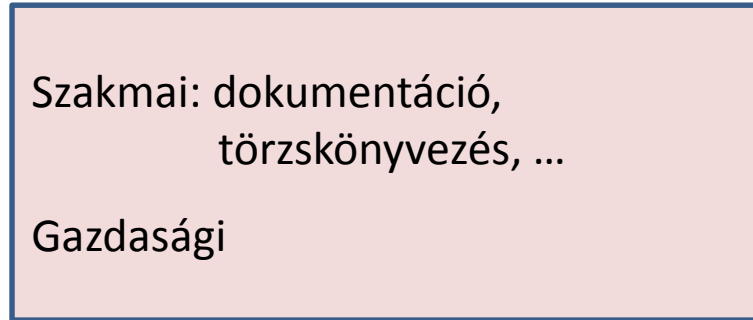 Szakmai: dokumentáció,
törzskönyvezés, …
Gazdasági